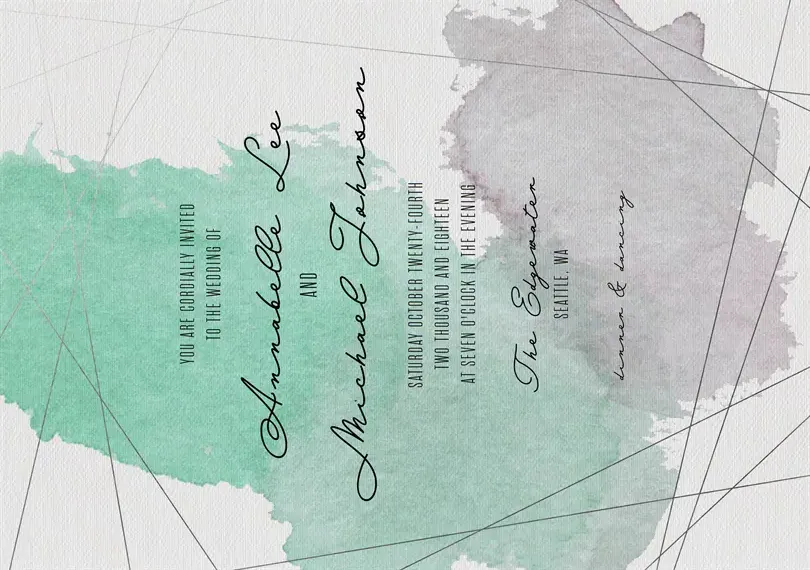 YOU ARE CORDIALLY INVITED
TO THE WEDDING OF
Annabelle Lee
AND
Michael Johnson
SATURDAY OCTOBER TWENTY-FOURTH
TWO THOUSAND AND EIGHTEEN
AT SEVEN O'CLOCK IN THE EVENING
The Edgewater
SEATTLE, WA
dinner & dancing